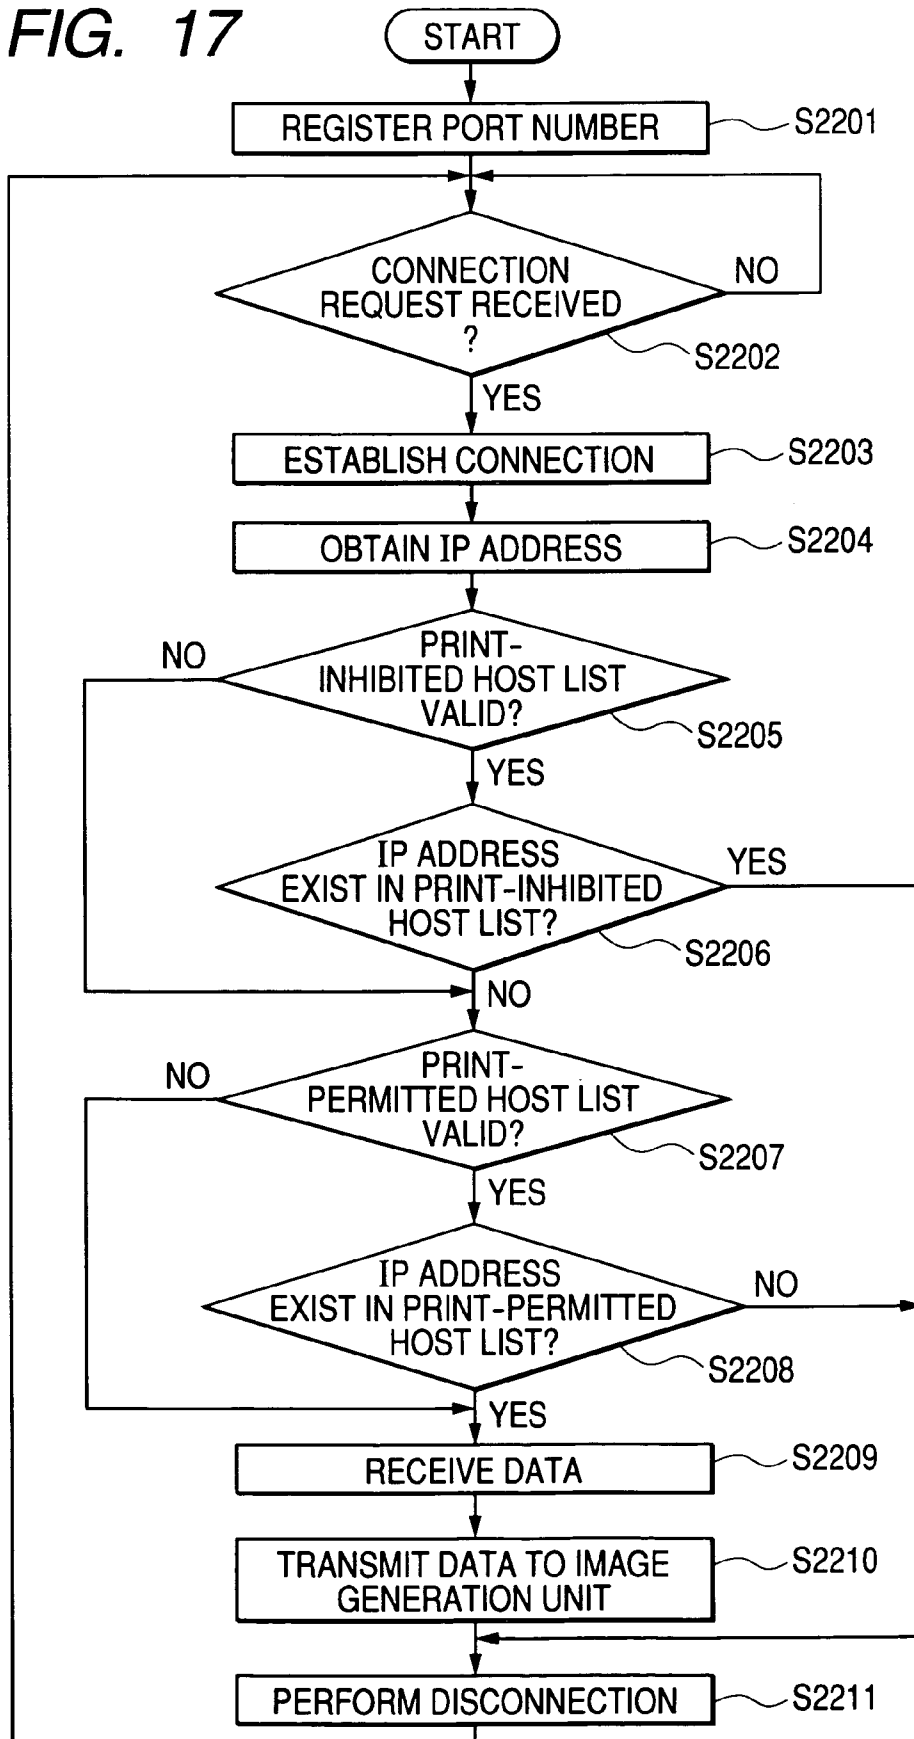 FIG. 17
START
REGISTER PORT NUMBER
S2201
CONNECTION
REQUEST RECEIVED
?
NO
S2202
YES
ESTABLISH CONNECTION
S2203
OBTAIN IP ADDRESS
S2204
PRINT-
INHIBITED HOST LIST
VALID?
NO
S2205
YES
IP ADDRESS
EXIST IN PRINT-INHIBITED
HOST LIST?
YES
S2206
NO
PRINT-
PERMITTED HOST LIST
VALID?
NO
S2207
YES
IP ADDRESS
EXIST IN PRINT-PERMITTED
HOST LIST?
NO
S2208
YES
RECEIVE DATA
S2209
TRANSMIT DATA TO IMAGE
GENERATION UNIT
S2210
PERFORM DISCONNECTION
S2211